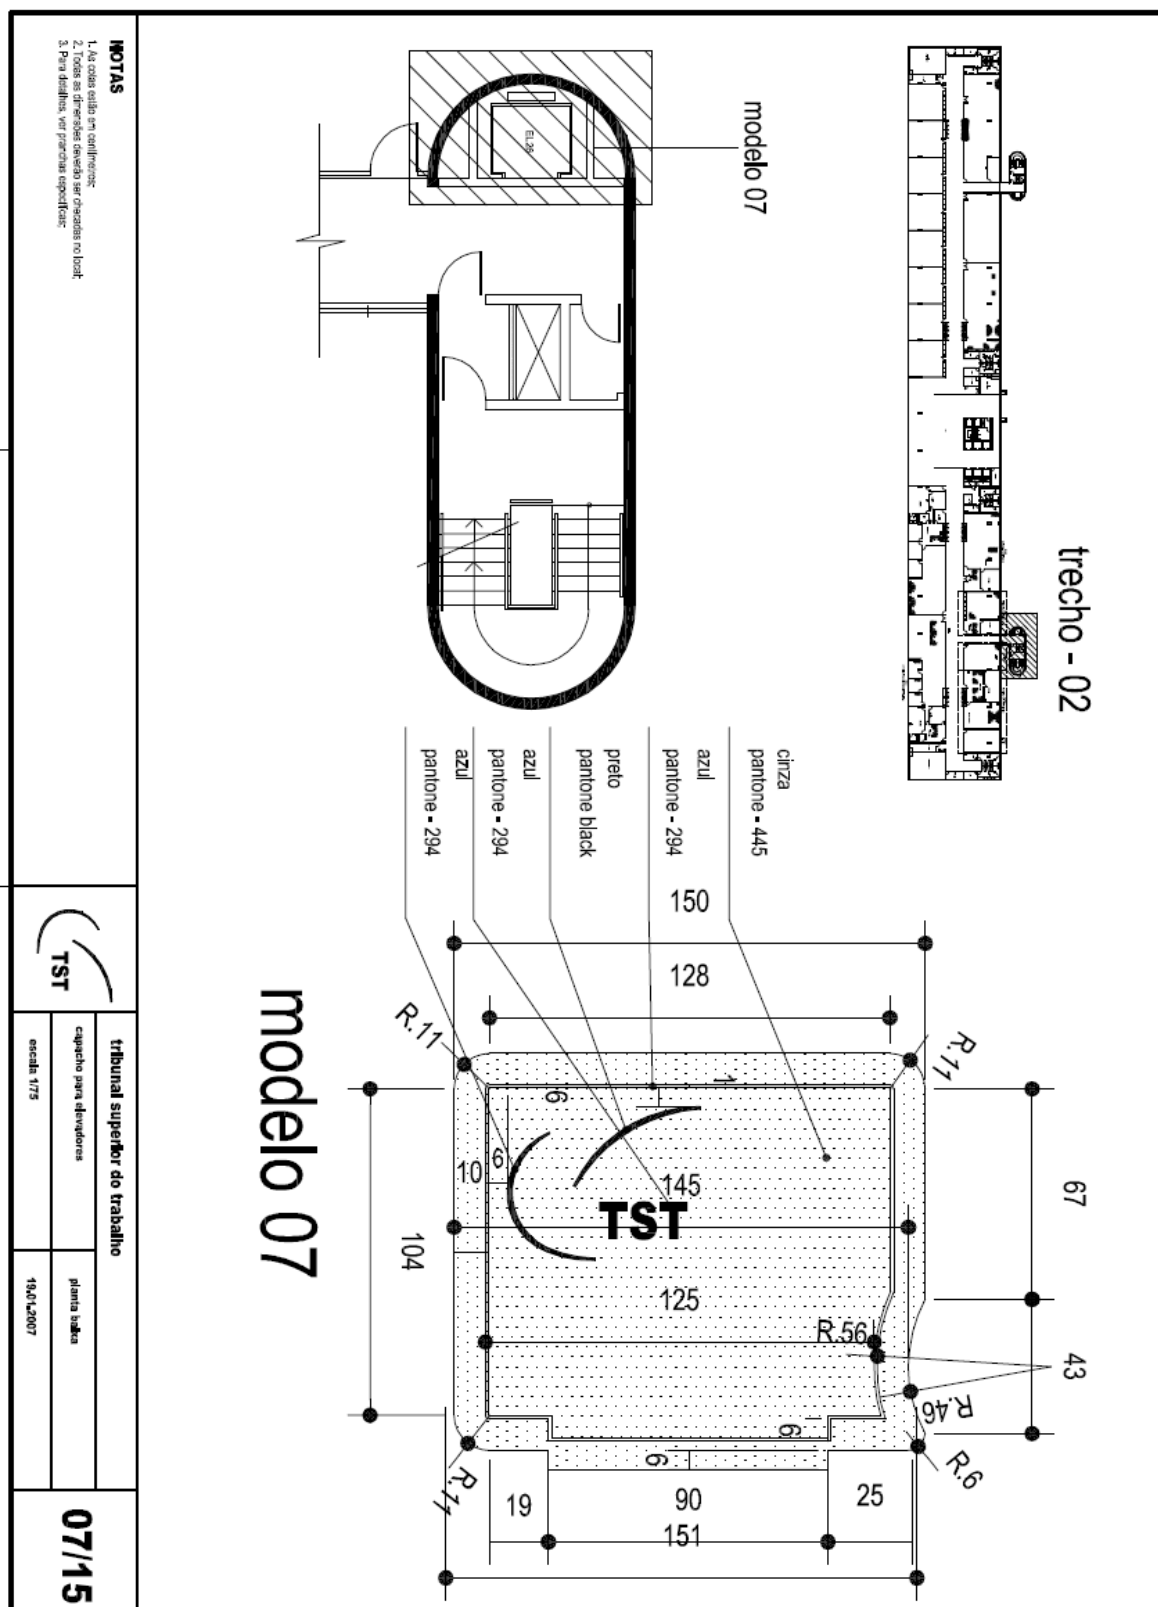 trecho - 02
modelo 07
EL26
cinza
pantone - 445
azul
pantone - 294
preto
pantone black
azul
pantone - 294
azul
pantone - 294
150
128
R.11
R.11
67
1
6
6
10
145
TST
104
125
R.56
43
R.46
6
R.6
6
R.11
19
90
25
151
modelo 07
NOTAS
1. As cotas estão em centímetros;
2. Todas as dimensões deverão ser checadas no local;
3. Para detalhes, ver pranchas específicas;
TST
tribunal superior do trabalho
capacho para elevadores
planta baixa
escala 1/75
19.01.2007
07/15